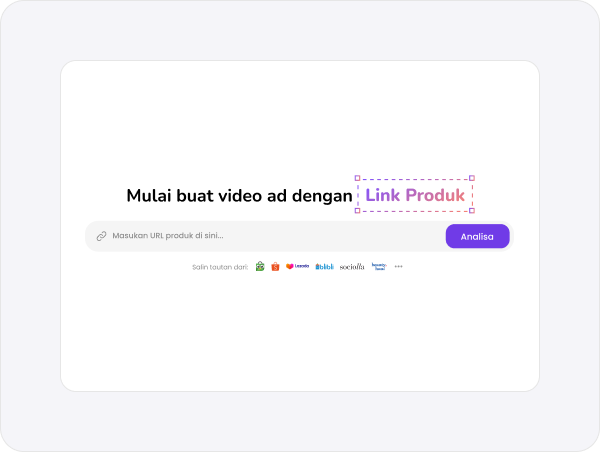 Mulai buat video ad dengan Link Produk
Masukan URL produk di sini...
Analisa
Salin tautan dari: Lazada blibli sociolla